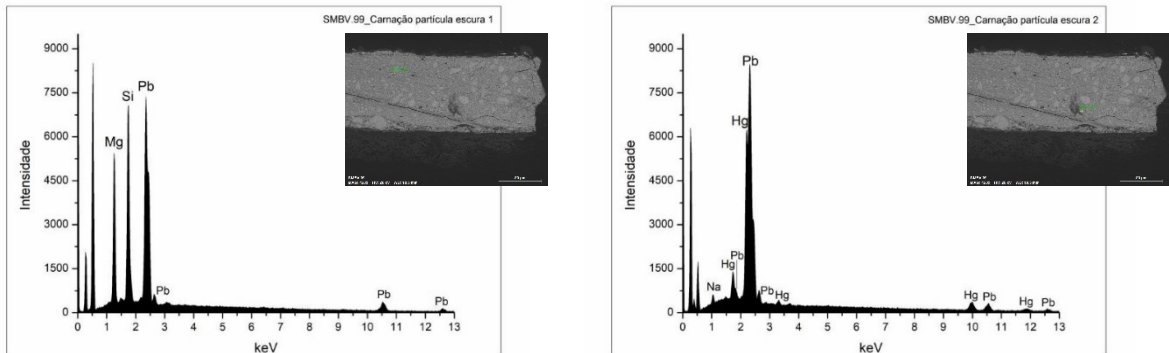 SMBV.99_Carnação partícula escura 1
9000
7500
6000
4500
3000
1500
0
Intensidade
Mg
Si
Pb
Pb
Pb
Pb
0 1 2 3 4 5 6 7 8 9 10 11 12 13
keV
SMBV.99_Carnação partícula escura 2
9000
7500
6000
4500
3000
1500
0
Intensidade
Pb
Hg
Pb
Hg
Na
Pb
Hg
Hg
Pb
Hg
Pb
0 1 2 3 4 5 6 7 8 9 10 11 12 13
keV